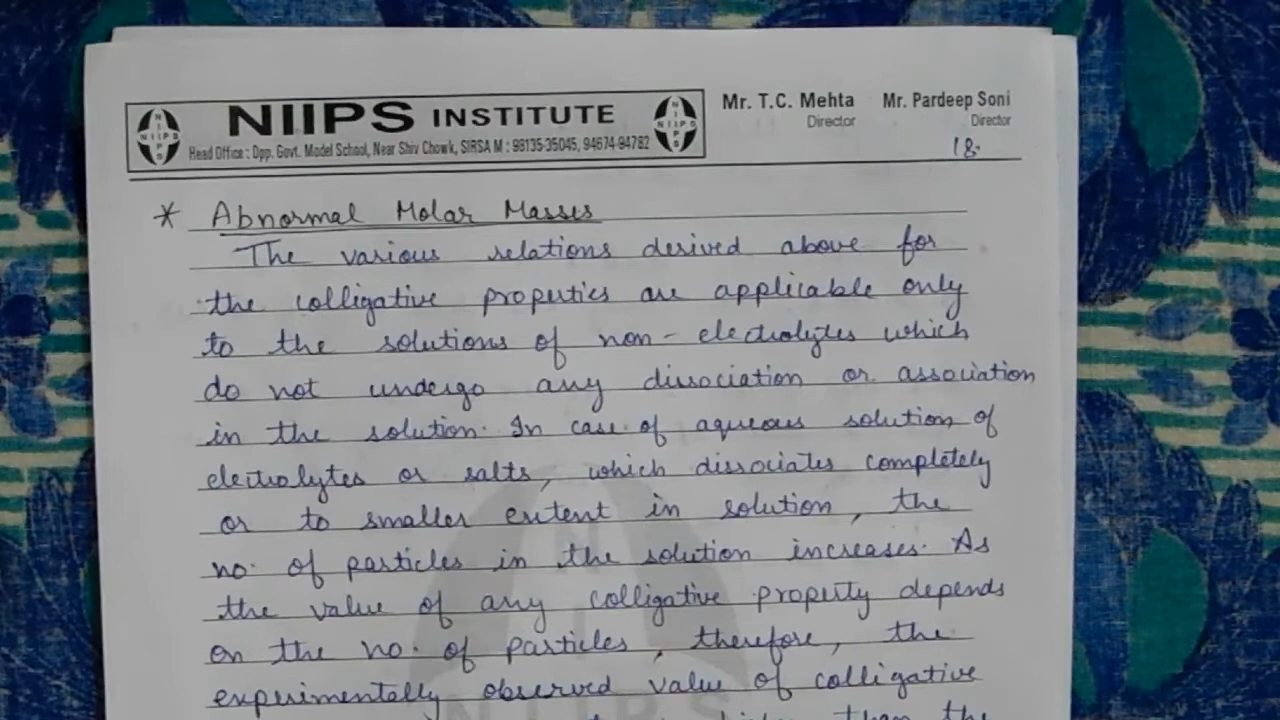 NIIPS INSTITUTE
Head Office : Opp. Govt. Model School, Near Shiv Chowk, SIRSA M : 98135-35045, 94674-94782
Mr. T.C. Mehta Mr. Pardeep Soni
Director Director
18.
* Abnormal Molar Masses
The various relations derived above for
the colligative properties are applicable only
to the solutions of non-electrolytes which
do not undergo any dissociation or association
in the solution. In case of aqueous solution of
electrolytes or salts, which dissociates completely
or to smaller extent in solution, the
no. of particles in the solution increases. As
the value of any colligative property depends
on the no. of particles, therefore, the
experimentally observed value of colligative
than the